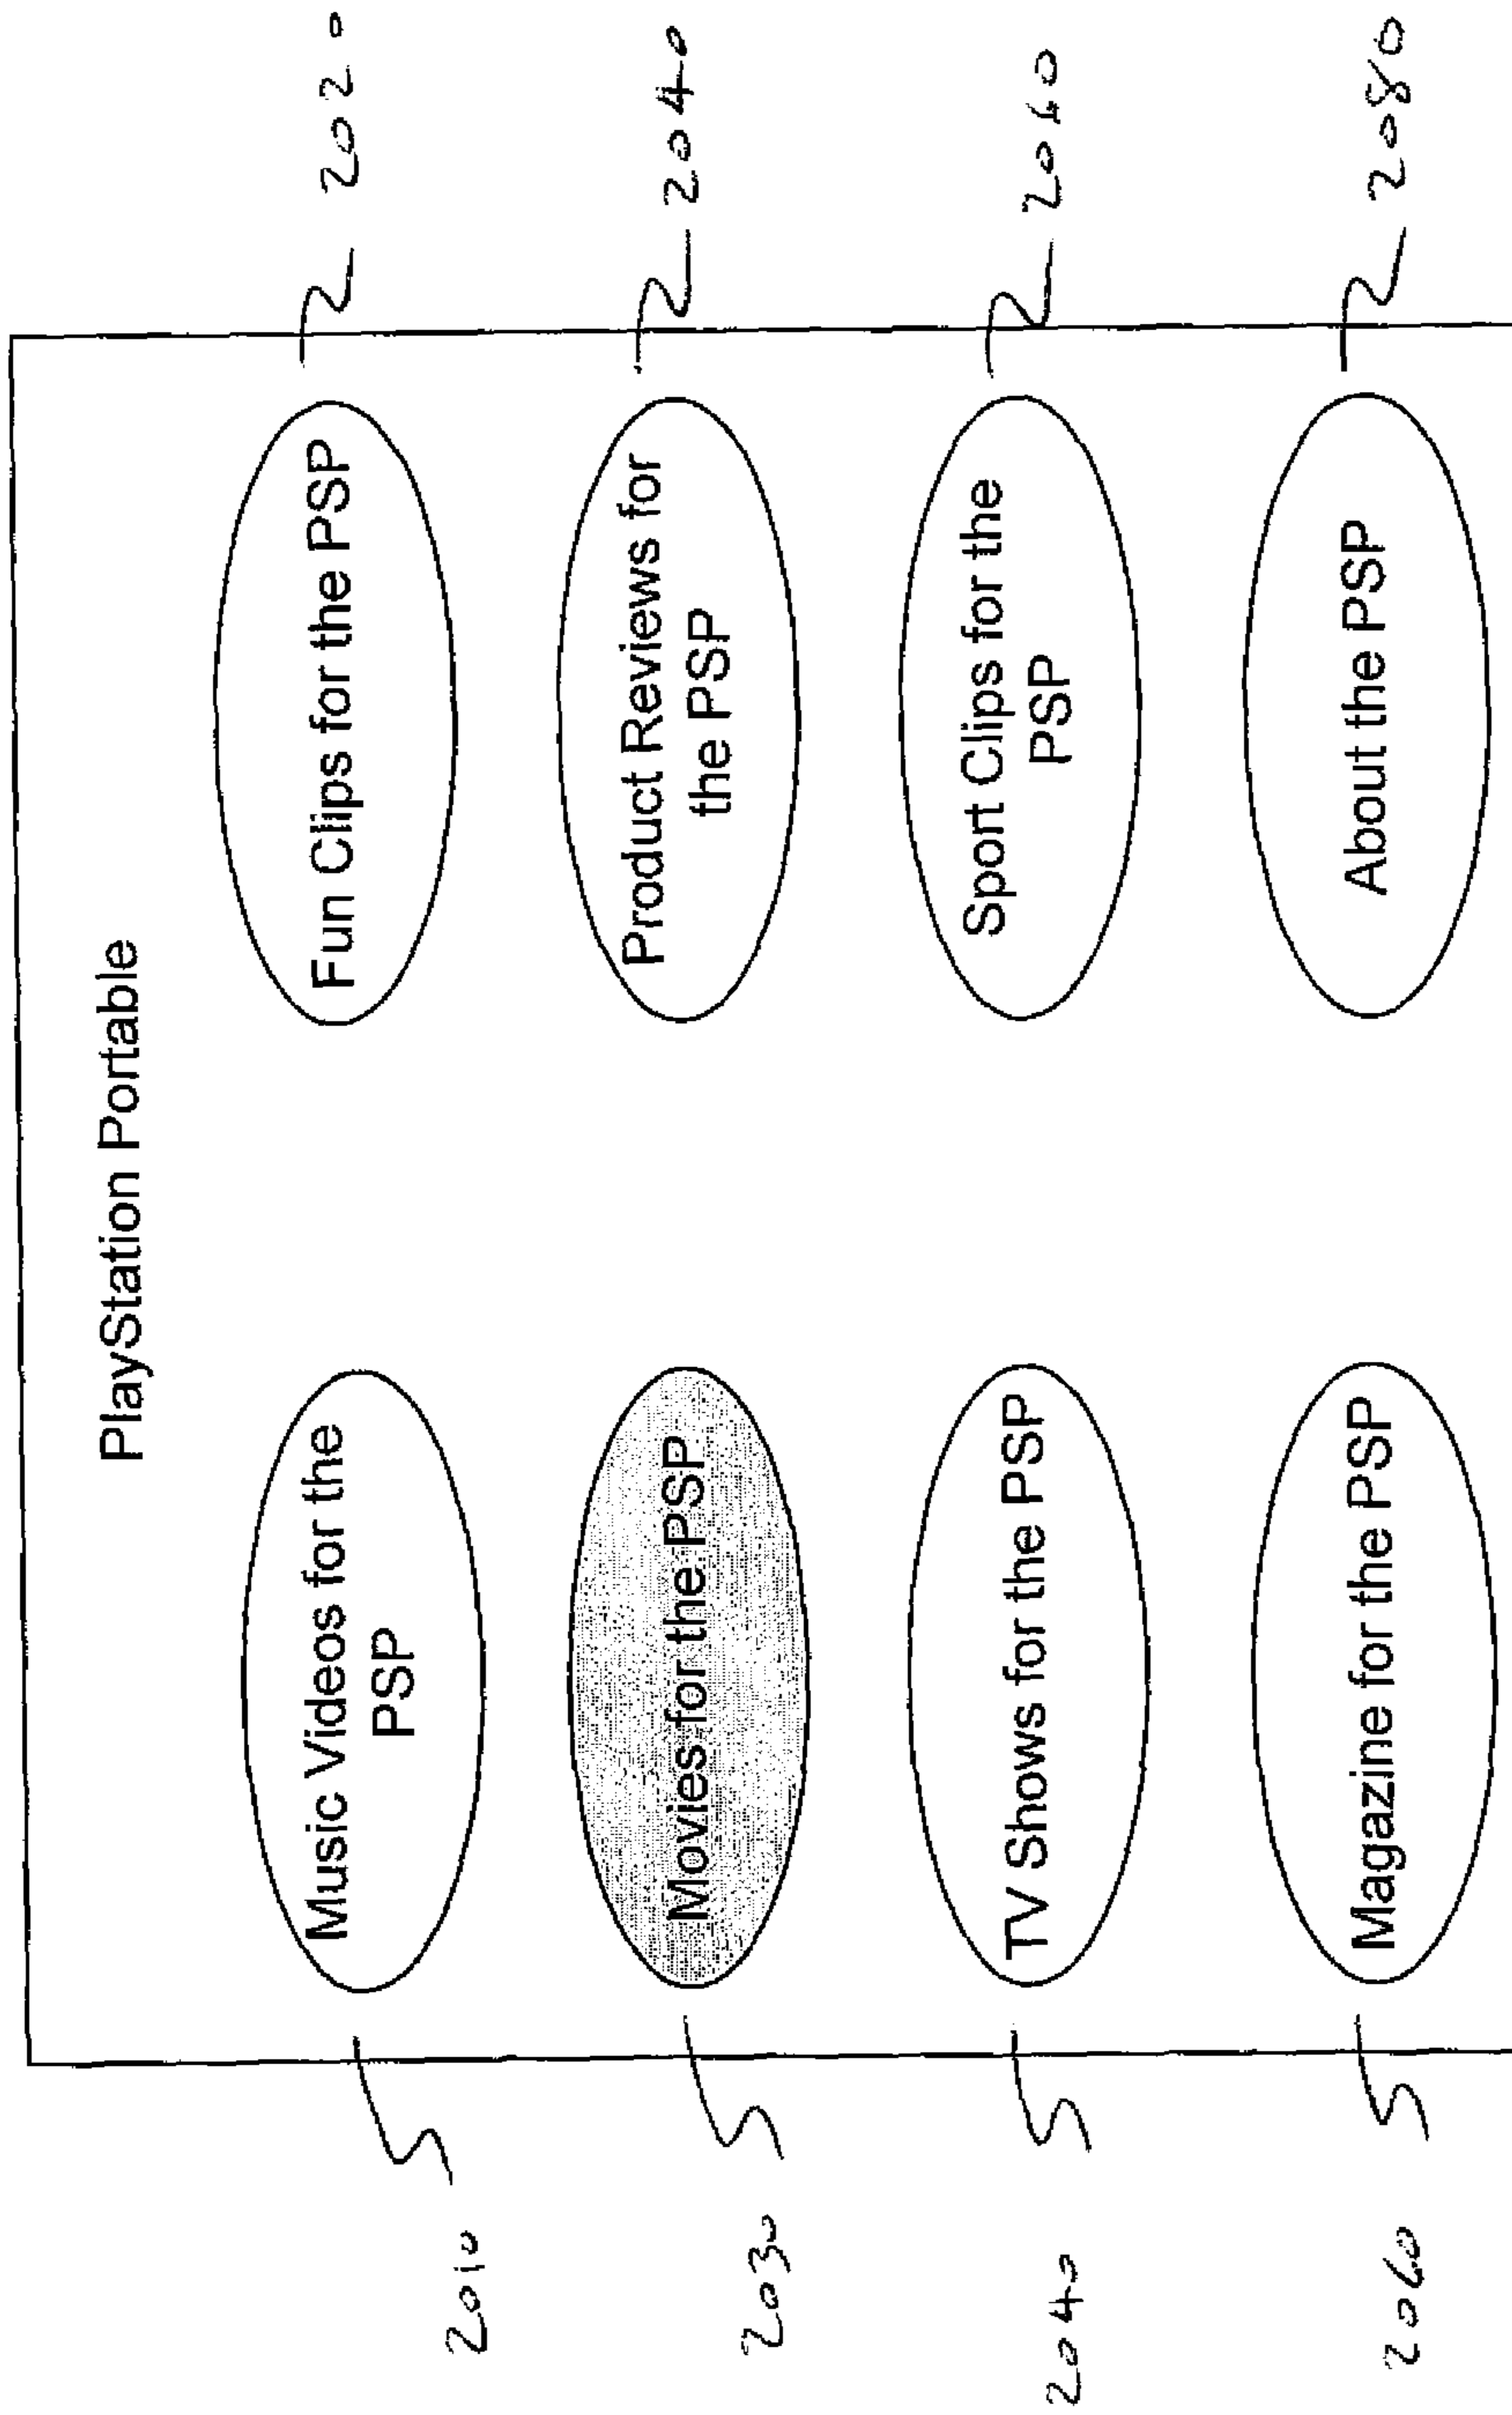 PlayStation Portable
2010
Music Videos for the
PSP
Fun Clips for the PSP
2020
2030
Movies for the PSP
Product Reviews for
the PSP
2040
2040
TV Shows for the PSP
Sport Clips for the
PSP
2060
2060
Magazine for the PSP
About the PSP
2080